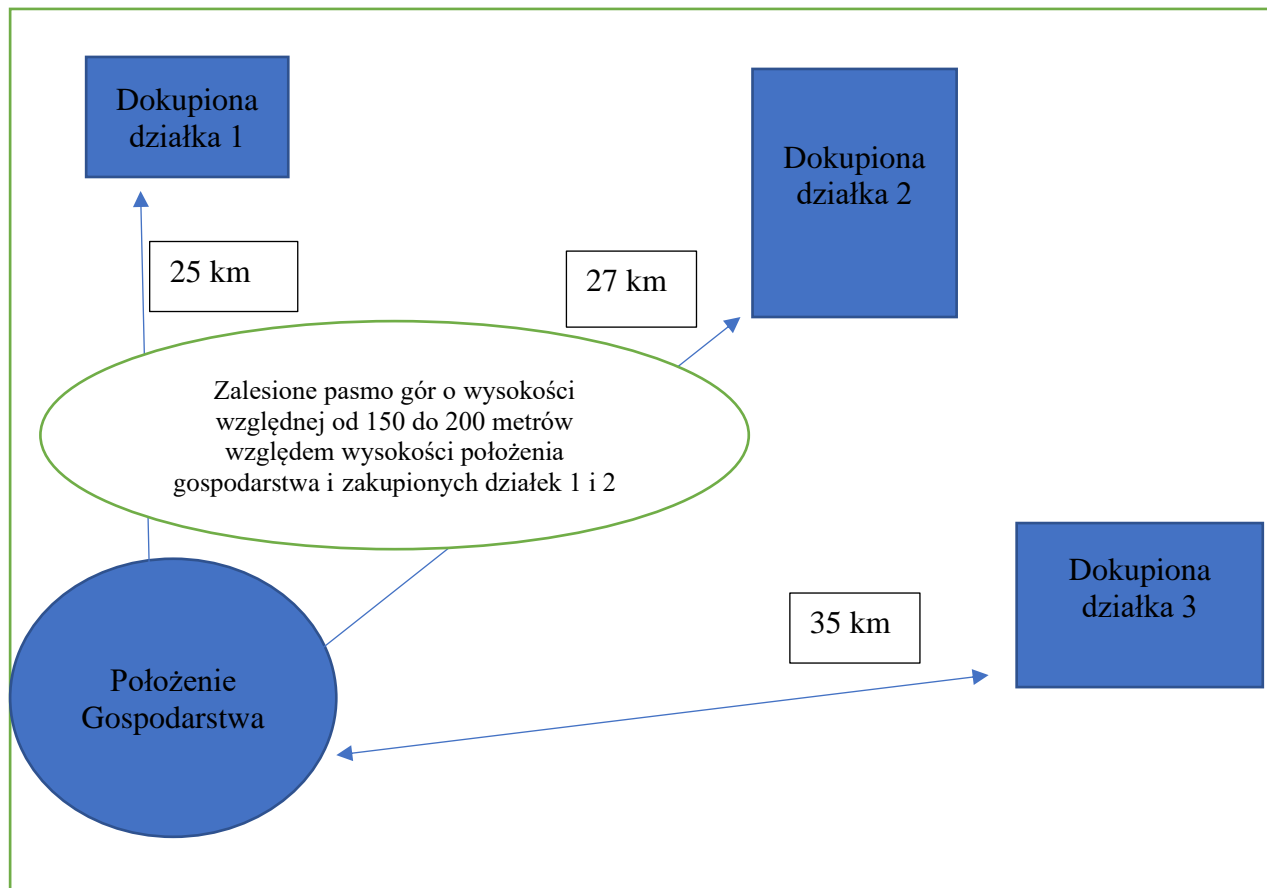 Dokupiona
działka 1
Dokupiona
działka 2
25 km
27 km
Zalesione pasmo gór o wysokości
względnej od 150 do 200 metrów
względem wysokości położenia
gospodarstwa i zakupionych działek 1 i 2
Dokupiona
działka 3
35 km
Położenie
Gospodarstwa